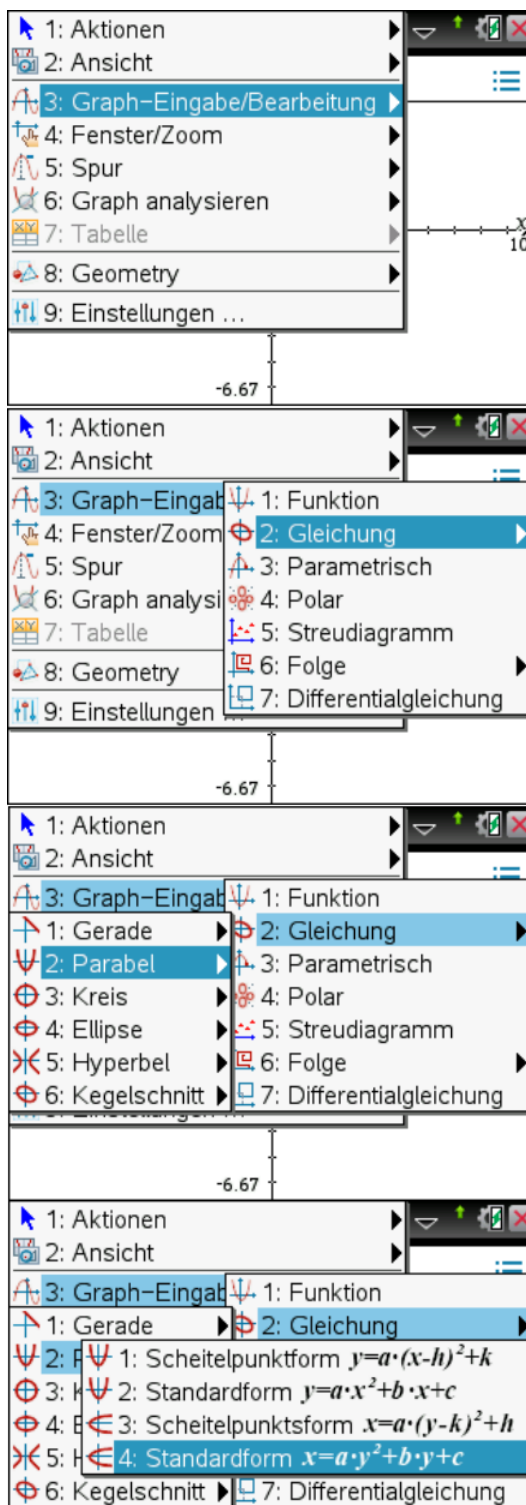 1: Aktionen
2: Ansicht
3: Graph-Eingabe/Bearbeitung
4: Fenster/Zoom
5: Spur
6: Graph analysieren
7: Tabelle
8: Geometry
9: Einstellungen ...
x
10
-6.67
1: Aktionen
2: Ansicht
3: Graph-Eingab
4: Fenster/Zoom
5: Spur
6: Graph analysi
7: Tabelle
8: Geometry
9: Einstellungen
1: Funktion
2: Gleichung
3: Parametrisch
4: Polar
5: Streudiagramm
6: Folge
7: Differentialgleichung
-6.67
1: Aktionen
2: Ansicht
3: Graph-Eingab
1: Gerade
2: Parabel
3: Kreis
4: Ellipse
5: Hyperbel
6: Kegelschnitt
1: Funktion
2: Gleichung
3: Parametrisch
4: Polar
5: Streudiagramm
6: Folge
7: Differentialgleichung
-6.67
1: Aktionen
2: Ansicht
3: Graph-Eingab
1: Funktion
1: Gerade
2: Gleichung
2: P
1: Scheitelpunktform y=a·(x-h)²+k
2: Standardform y=a·x²+b·x+c
3: K
3: Scheitelpunktsform x=a·(y-k)²+h
4: E
4: Standardform x=a·y²+b·y+c
5: H
6: Kegelschnitt
7: Differentialgleichung